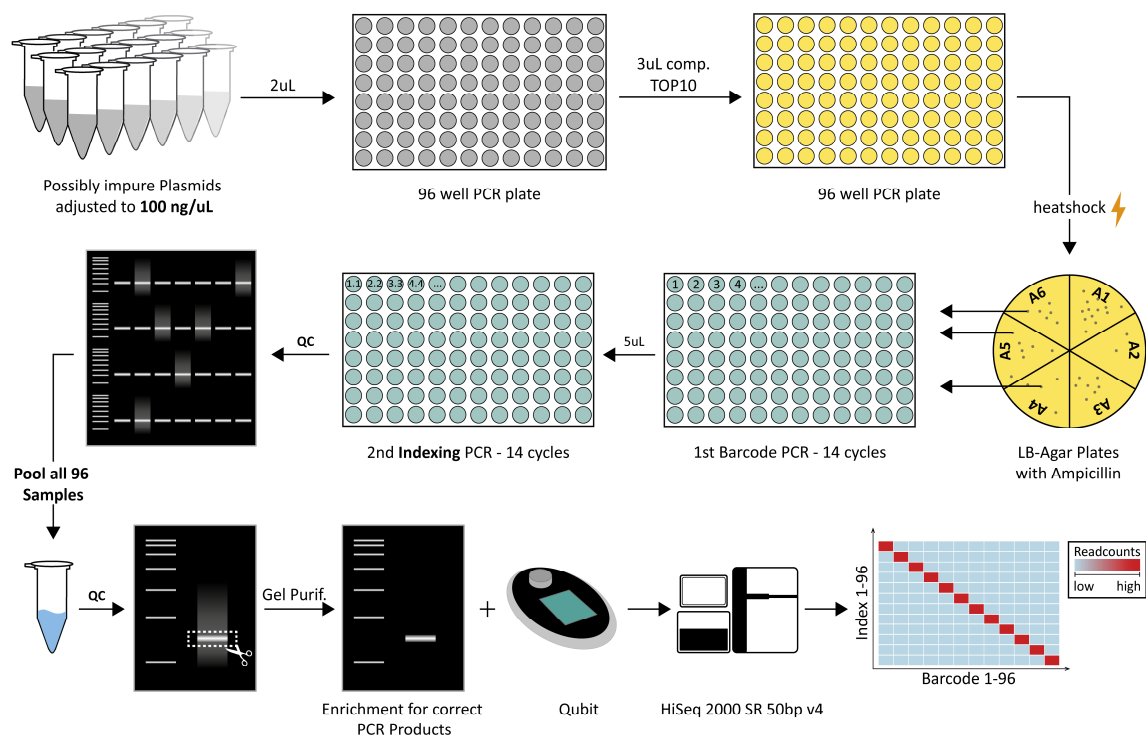 2uL
3uL comp.
TOP10
Possibly impure Plasmids
adjusted to 100 ng/uL
96 well PCR plate
96 well PCR plate
heatshock
1.1 2.2 3.3 4.4 ...
1 2 3 4 ...
A6 A1
A5 A2
A4 A3
QC
5uL
2nd Indexing PCR - 14 cycles
1st Barcode PCR - 14 cycles
LB-Agar Plates
with Ampicillin
Pool all 96
Samples
QC
Gel Purif.
+
Readcounts
low high
Index 1-96
Barcode 1-96
Enrichment for correct
PCR Products
Qubit
HiSeq 2000 SR 50bp v4